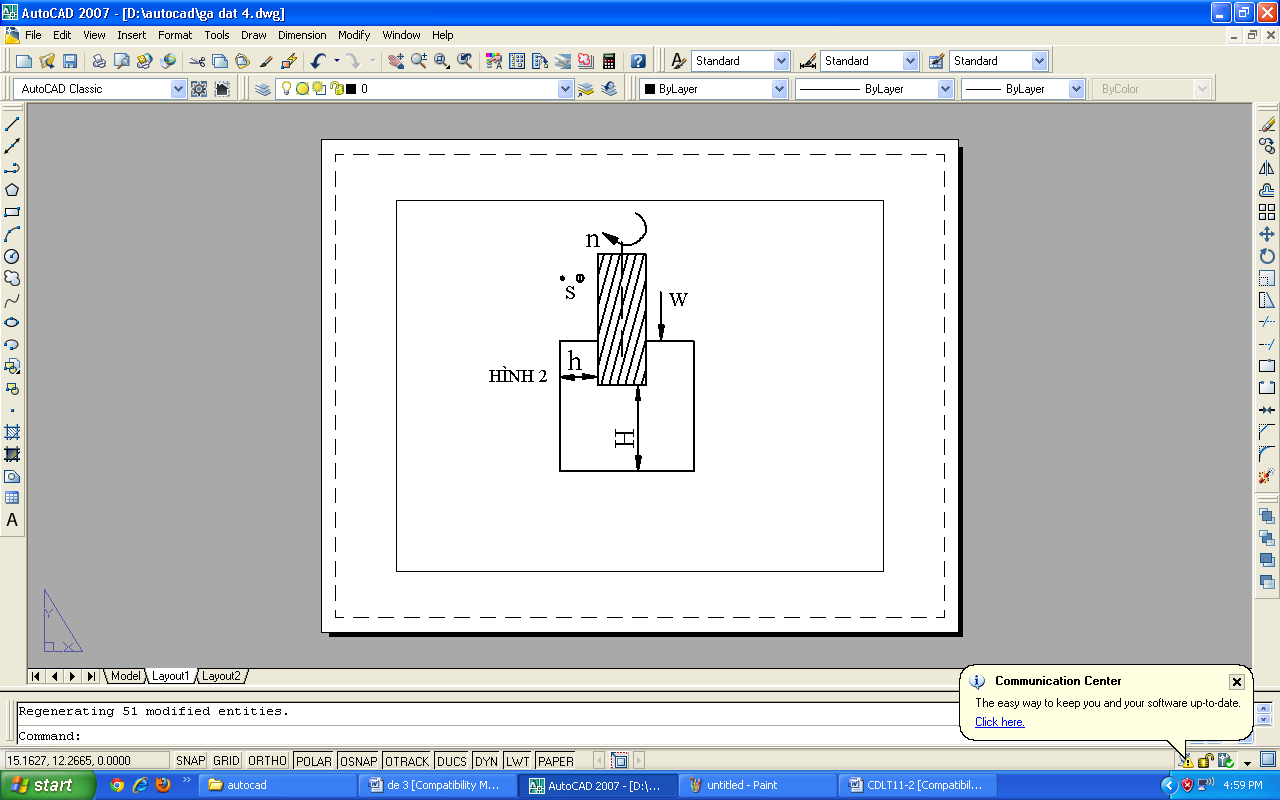 AutoCAD 2007 - [D:\autocad\ga dat 4.dwg]
File Edit View Insert Format Tools Draw Dimension Modify Window Help
Standard Standard Standard
AutoCAD Classic 0 ByLayer ByLayer ByLayer ByColor
n
S
W
h
HÌNH 2
H
Y
X
Model Layout1 Layout2
Communication Center
The easy way to keep you and your software up-to-date.
Click here.
Regenerating 51 modified entities.
Command:
15.1627, 12.2665, 0.0000 SNAP GRID ORTHO POLAR OSNAP OTRACK DUCS DYN LWT PAPER
start autocad de 3 [Compatibility M... AutoCAD 2007 - [D:\... untitled - Paint CDLT11-2 [Compatibil... 4:59 PM